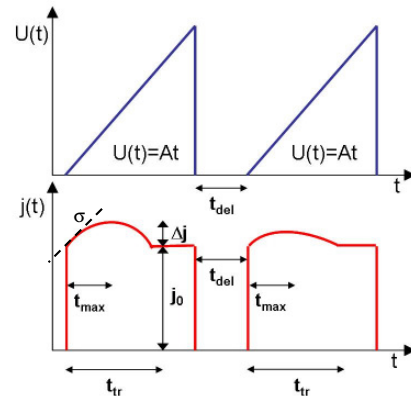 U(t)
U(t)=At
U(t)=At
t
t_del
j(t)
σ
Δj
t_del
j_0
t_max
t_max
t
t_tr
t_tr